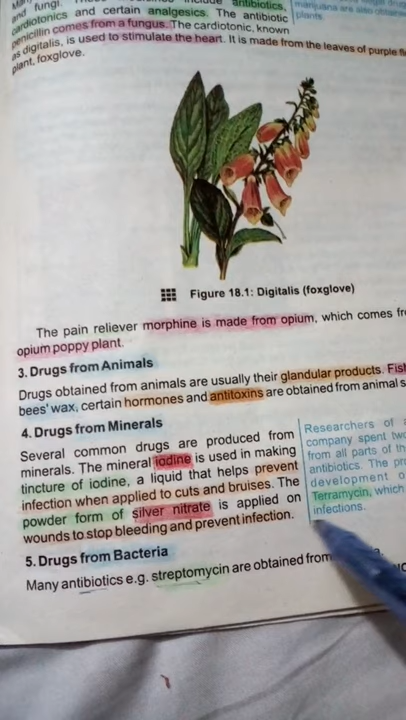 and fungi. These
antibiotics,
cardiotonics and certain analgesics. The antibiotic
penicillin comes from a fungus. The cardiotonic, known
as digitalis, is used to stimulate the heart. It is made from the leaves of purple
plant, foxglove.
marijuana are also
plants.
Figure 18.1: Digitalis (foxglove)
The pain reliever morphine is made from opium, which comes
opium poppy plant.
3. Drugs from Animals
Drugs obtained from animals are usually their glandular products. Fish
bees' wax, certain hormones and antitoxins are obtained from animal
4. Drugs from Minerals
Several common drugs are produced from
minerals. The mineral iodine is used in making
tincture of iodine, a liquid that helps prevent
infection when applied to cuts and bruises. The
powder form of silver nitrate is applied on
wounds to stop bleeding and prevent infection.
Researchers of
company spent
from all parts of
antibiotics. The
development
Terramycin, which
infections.
5. Drugs from Bacteria
Many antibiotics e.g. streptomycin are obtained from